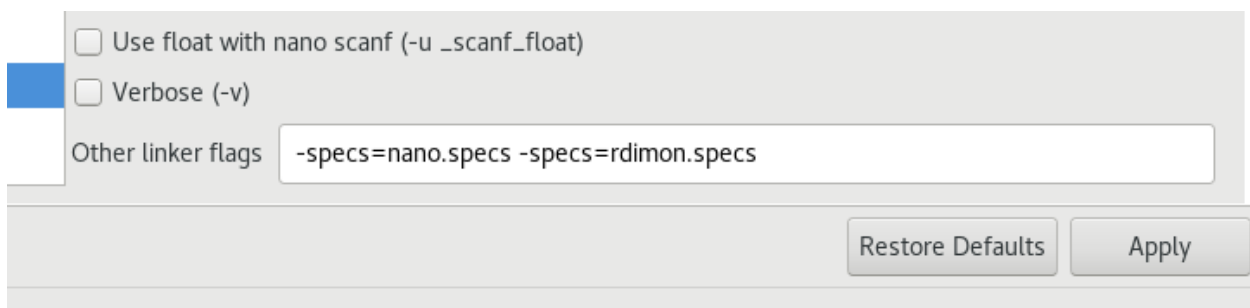 Use float with nano scanf (-u _scanf_float)
Verbose (-v)
Other linker flags -specs=nano.specs -specs=rdimon.specs
Restore Defaults Apply